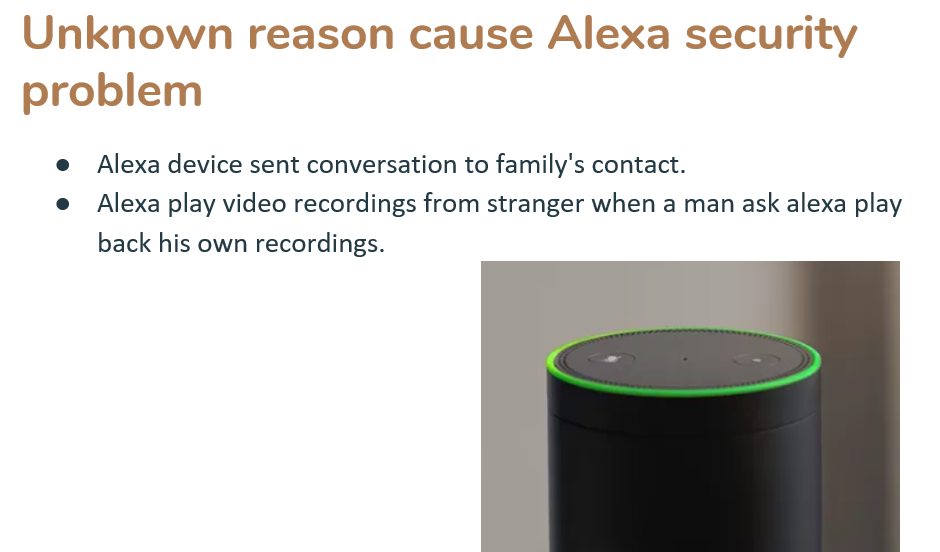 Unknown reason cause Alexa security
problem
● Alexa device sent conversation to family's contact.
● Alexa play video recordings from stranger when a man ask alexa play
back his own recordings.